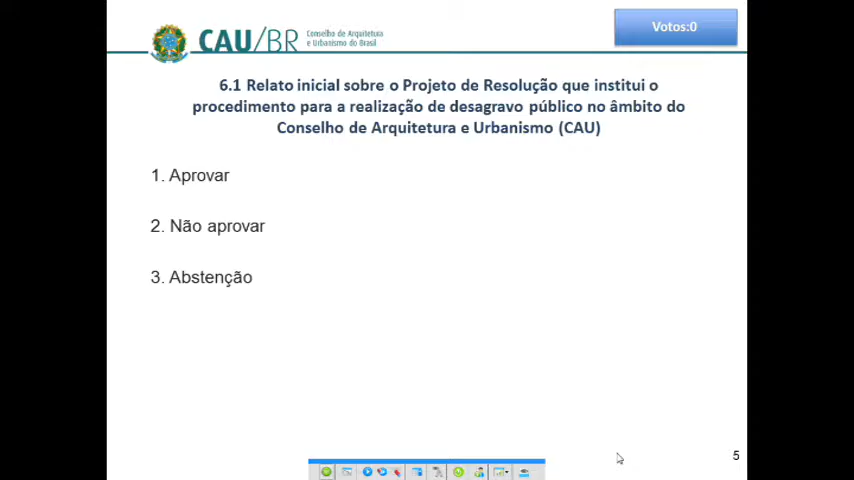 CAU/BR
Conselho de Arquitetura
e Urbanismo do Brasil
Votos:0
6.1 Relato inicial sobre o Projeto de Resolução que institui o
procedimento para a realização de desagravo público no âmbito do
Conselho de Arquitetura e Urbanismo (CAU)
1. Aprovar
2. Não aprovar
3. Abstenção
5